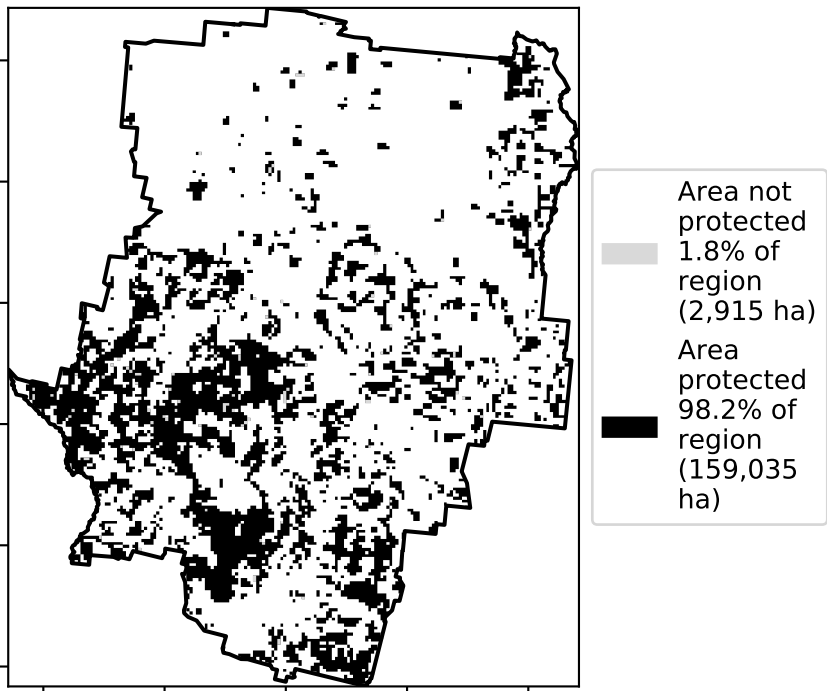 Area not
protected
1.8% of
region
(2,915 ha)
Area
protected
98.2% of
region
(159,035
ha)